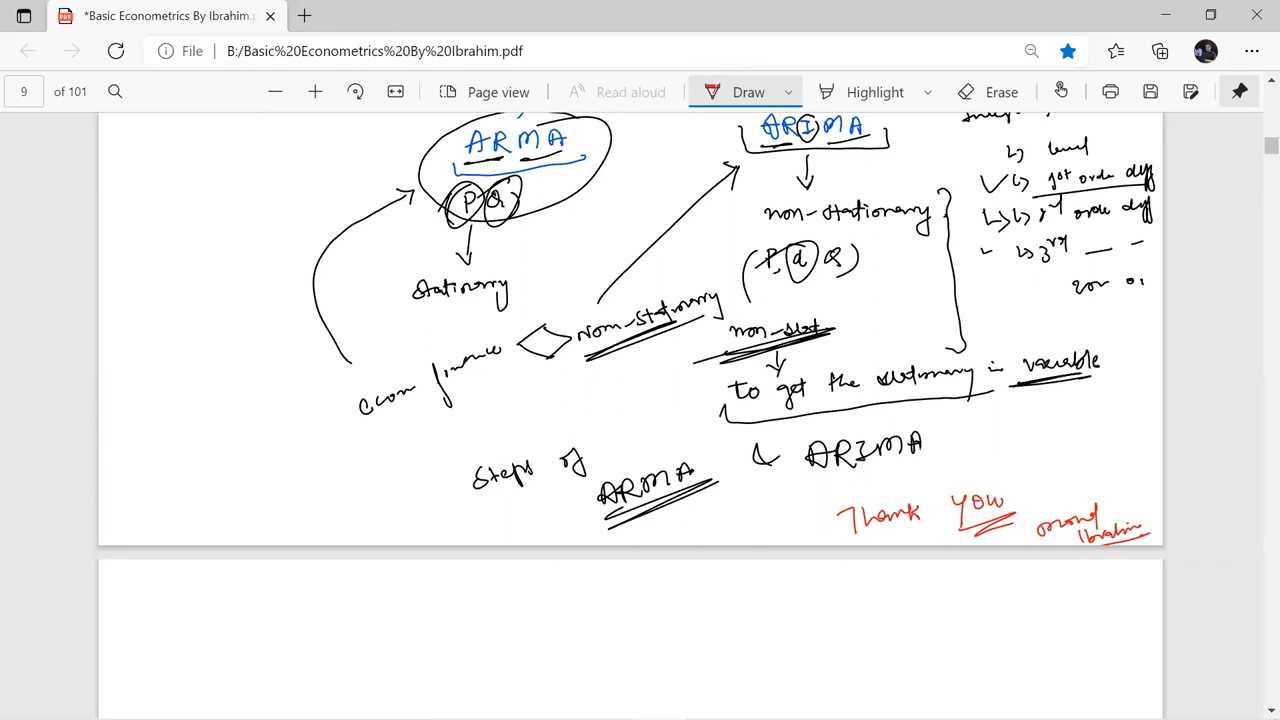 *Basic Econometrics By Ibrahim.p
File
B:/Basic%20Econometrics%20By%20Ibrahim.pdf
9
of 101
Page view
Read aloud
Draw
Highlight
Erase
ARMA
ARIMA
P Q
level
1st order diff
non-stationary
2nd order diff
(P, d Q)
3rd
stationary
non-stationary
non-stat
finance
to get the stationary in variable
steps of
ARMA
& ARIMA
Thank you
Ibrahim